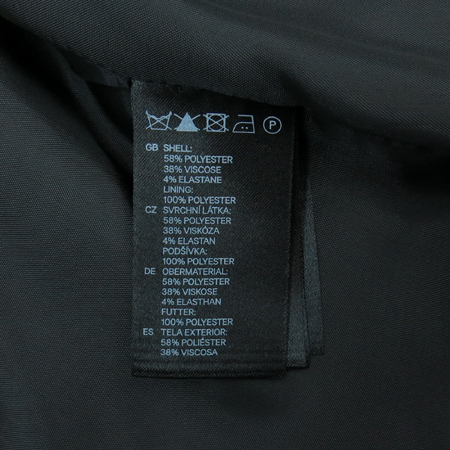 P
GB SHELL:
58% POLYESTER
38% VISCOSE
4% ELASTANE
LINING:
100% POLYESTER
CZ SVRCHNÍ LÁTKA:
58% POLYESTER
38% VISKÓZA
4% ELASTAN
PODŠÍVKA:
100% POLYESTER
DE OBERMATERIAL:
58% POLYESTER
38% VISKOSE
4% ELASTHAN
FUTTER:
100% POLYESTER
ES TELA EXTERIOR:
58% POLIÉSTER
38% VISCOSA